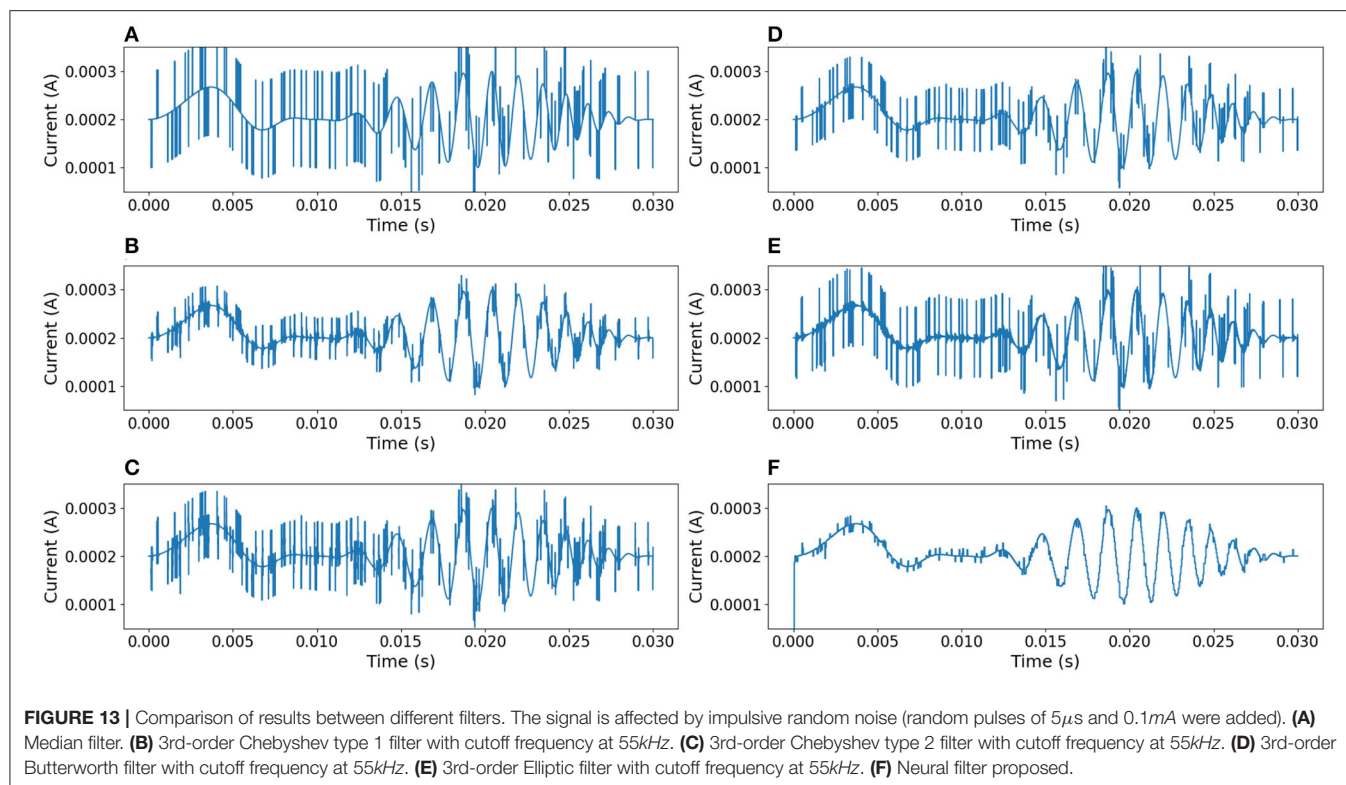 A
Current (A)
0.0003
0.0002
0.0001
0.000 0.005 0.010 0.015 0.020 0.025 0.030
Time (s)
B
Current (A)
0.0003
0.0002
0.0001
0.000 0.005 0.010 0.015 0.020 0.025 0.030
Time (s)
C
Current (A)
0.0003
0.0002
0.0001
0.000 0.005 0.010 0.015 0.020 0.025 0.030
Time (s)
D
Current (A)
0.0003
0.0002
0.0001
0.000 0.005 0.010 0.015 0.020 0.025 0.030
Time (s)
E
Current (A)
0.0003
0.0002
0.0001
0.000 0.005 0.010 0.015 0.020 0.025 0.030
Time (s)
F
Current (A)
0.0003
0.0002
0.0001
0.000 0.005 0.010 0.015 0.020 0.025 0.030
Time (s)
FIGURE 13 | Comparison of results between different filters. The signal is affected by impulsive random noise (random pulses of 5μs and 0.1mA were added). (A)
Median filter. (B) 3rd-order Chebyshev type 1 filter with cutoff frequency at 55kHz. (C) 3rd-order Chebyshev type 2 filter with cutoff frequency at 55kHz. (D) 3rd-order
Butterworth filter with cutoff frequency at 55kHz. (E) 3rd-order Elliptic filter with cutoff frequency at 55kHz. (F) Neural filter proposed.